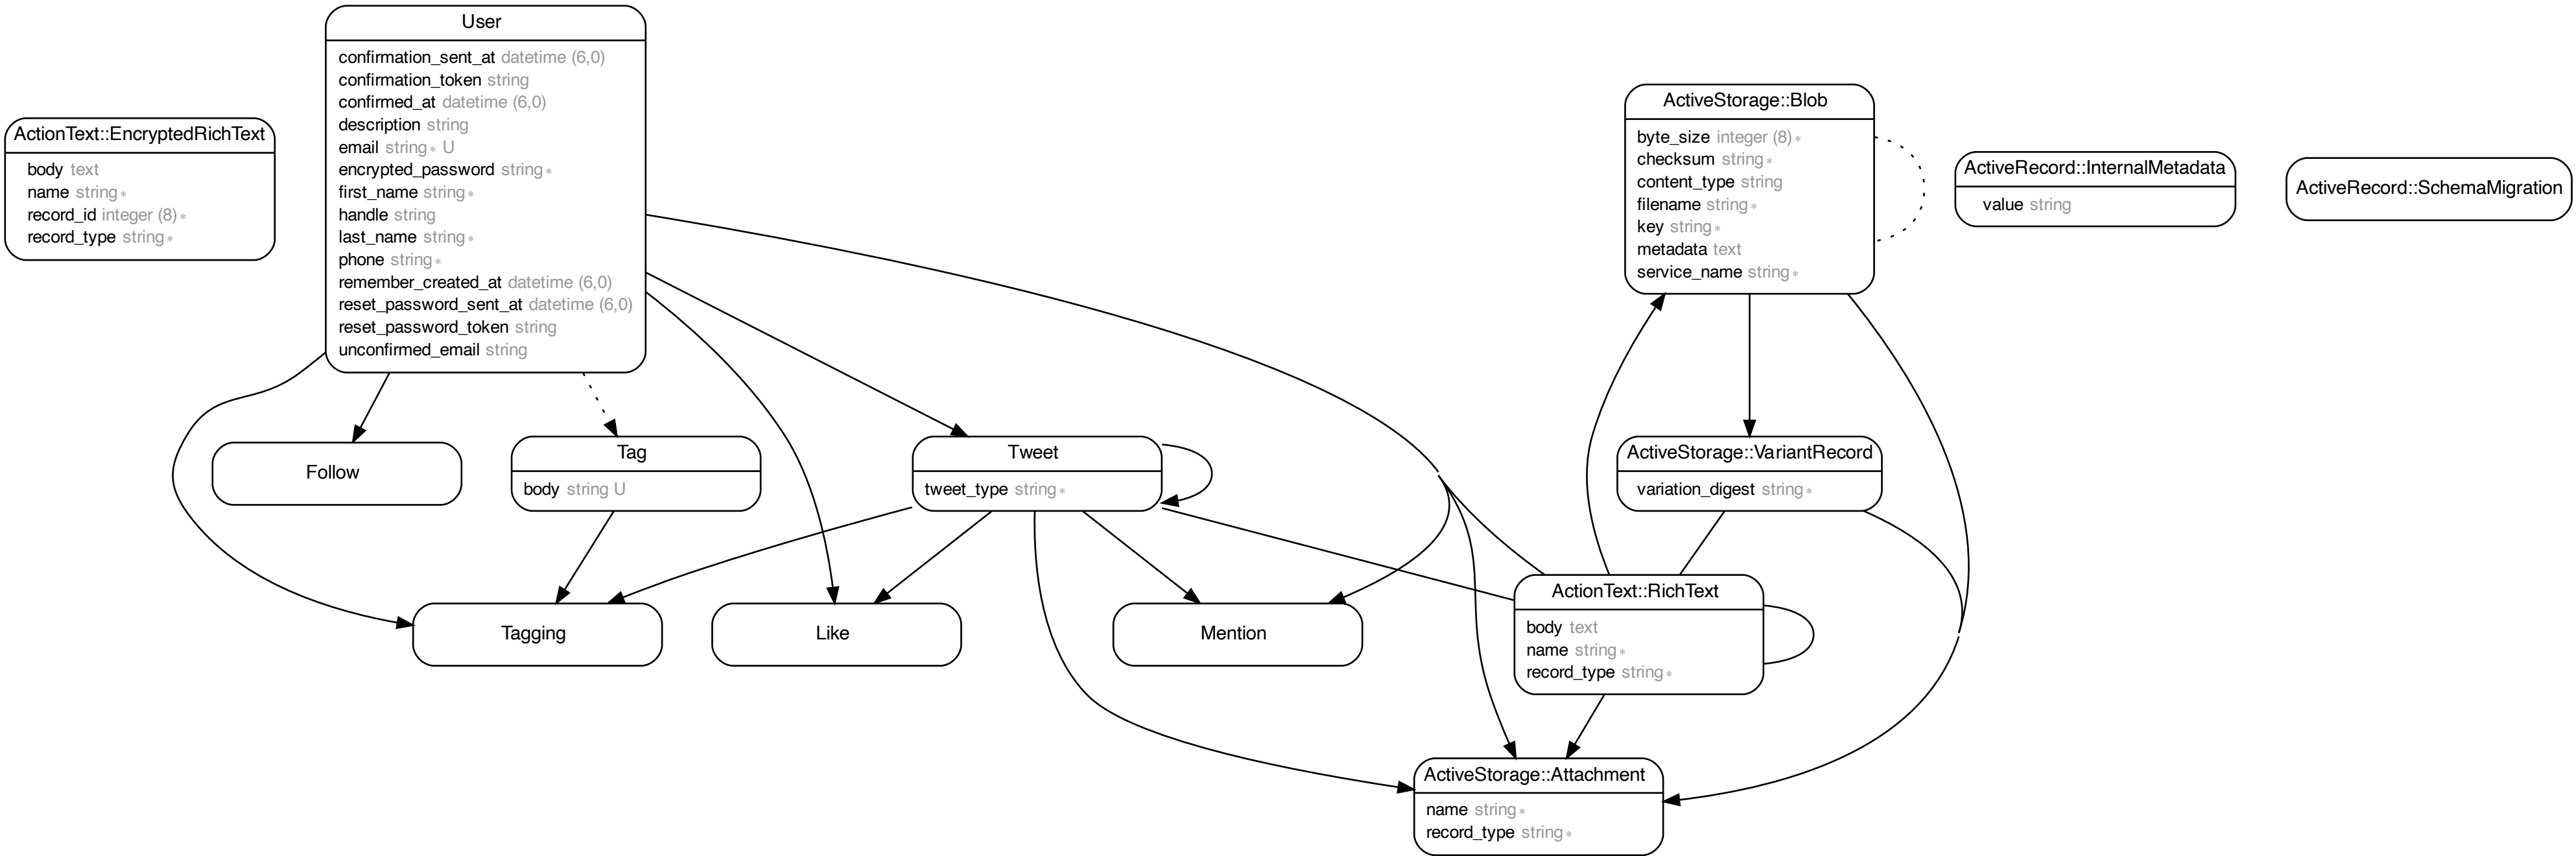 User
confirmation_sent_at datetime (6,0)
confirmation_token string
confirmed_at datetime (6,0)
description string
email string∗ U
encrypted_password string∗
first_name string∗
handle string
last_name string∗
phone string∗
remember_created_at datetime (6,0)
reset_password_sent_at datetime (6,0)
reset_password_token string
unconfirmed_email string
ActionText::EncryptedRichText
body text
name string∗
record_id integer (8)∗
record_type string∗
ActiveStorage::Blob
byte_size integer (8)∗
checksum string∗
content_type string
filename string∗
key string∗
metadata text
service_name string∗
ActiveRecord::InternalMetadata
value string
ActiveRecord::SchemaMigration
Follow
Tag
body string U
Tweet
tweet_type string∗
ActiveStorage::VariantRecord
variation_digest string∗
Tagging
Like
Mention
ActionText::RichText
body text
name string∗
record_type string∗
ActiveStorage::Attachment
name string∗
record_type string∗